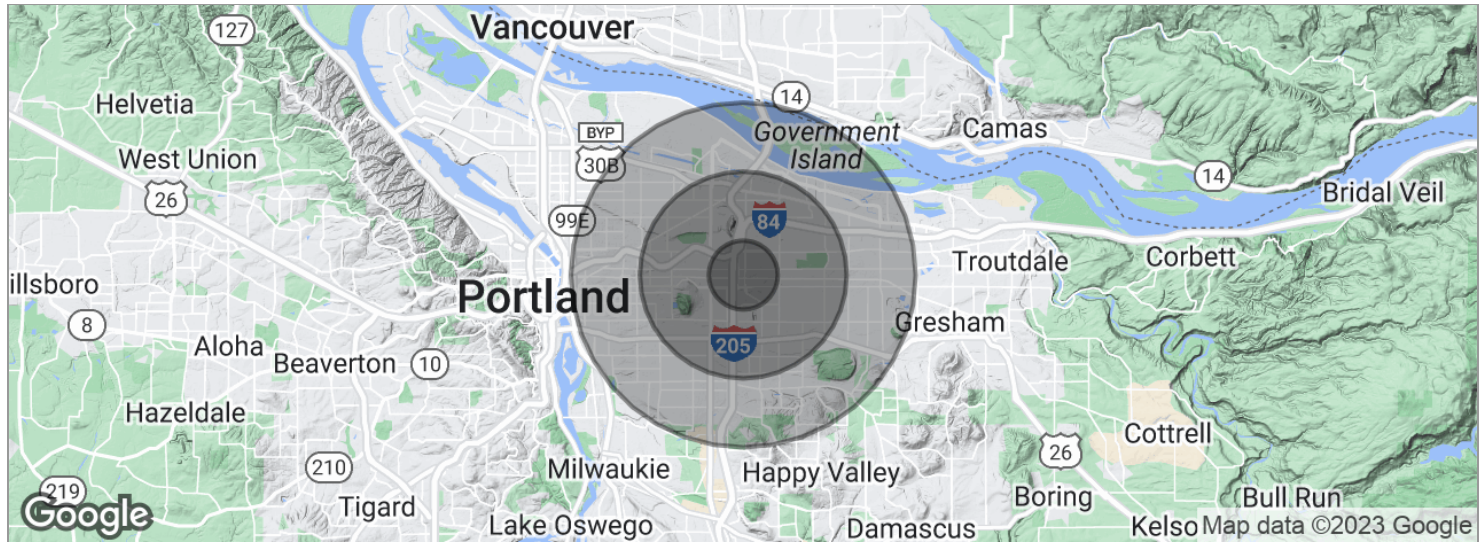 Vancouver
127
14
Helvetia
BYP
30B
Government
Island
Camas
West Union
26
14
Bridal Veil
99E
84
Troutdale
Corbett
illsboro
Portland
8
Aloha
Beaverton
10
205
Gresham
Hazeldale
Cottrell
26
210
Milwaukie
Happy Valley
219
Tigard
Boring
Bull Run
Google
Lake Oswego
Damascus
Kelso
Map data ©2023 Google